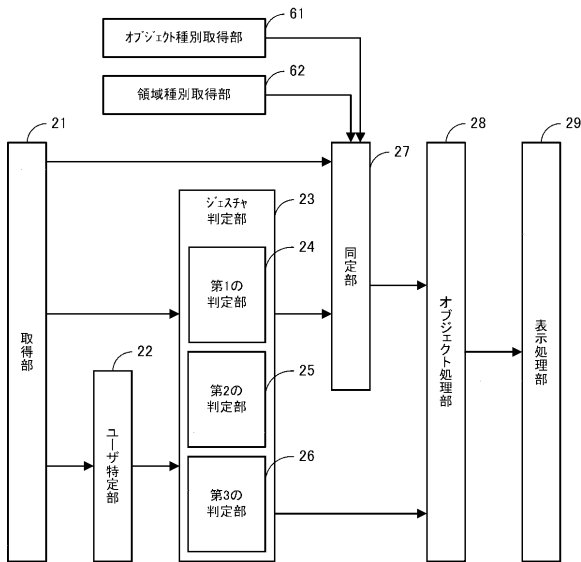 61
オブジェクト種別取得部
62
領域種別取得部
21
27
28
29
ジェスチャ
判定部
23
24
第1の
判定部
同定部
取得部
22
第2の
判定部
25
オブジェクト処理部
表示処理部
ユーザ特定部
26
第3の
判定部